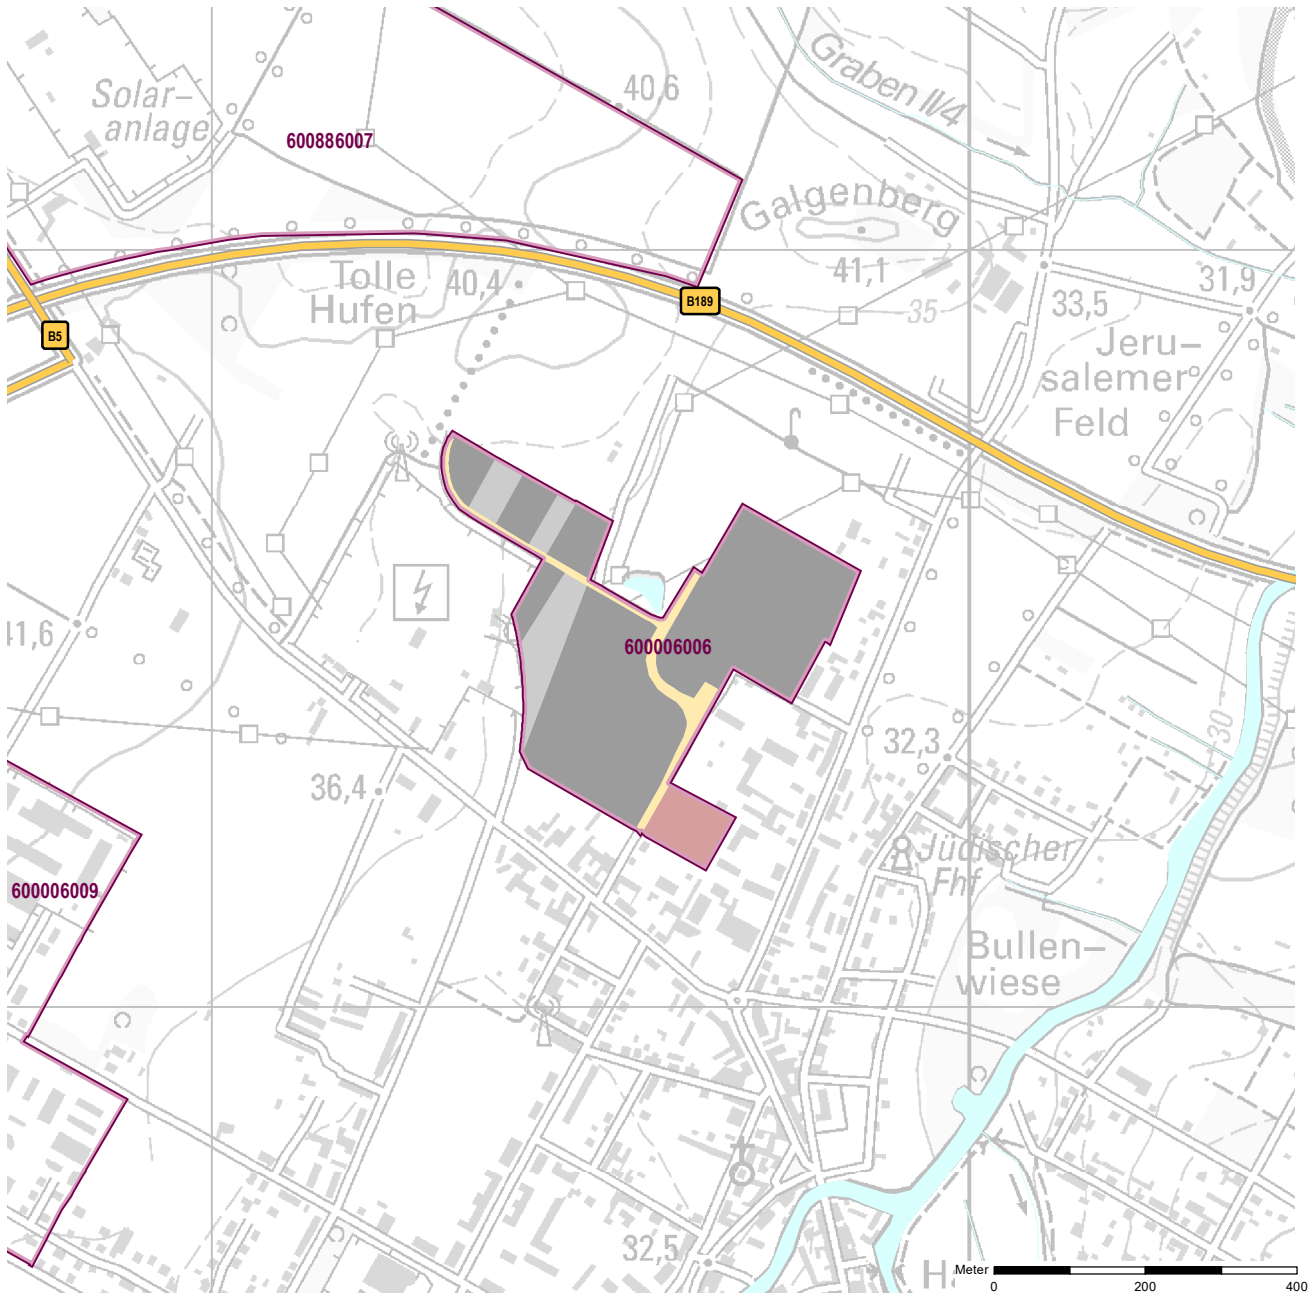 Solar–
anlage
600886007
40,6
Graben II/4
Galgenberg
41,1
Tolle
Hufen
40,4
B189
B5
35
33,5
31,9
Jeru–
salemer
Feld
41,6
600006006
30
32,3
36,4
600006009
Jüdischer
Fhf
Bullen–
wiese
32,5
Meter
0
200
400